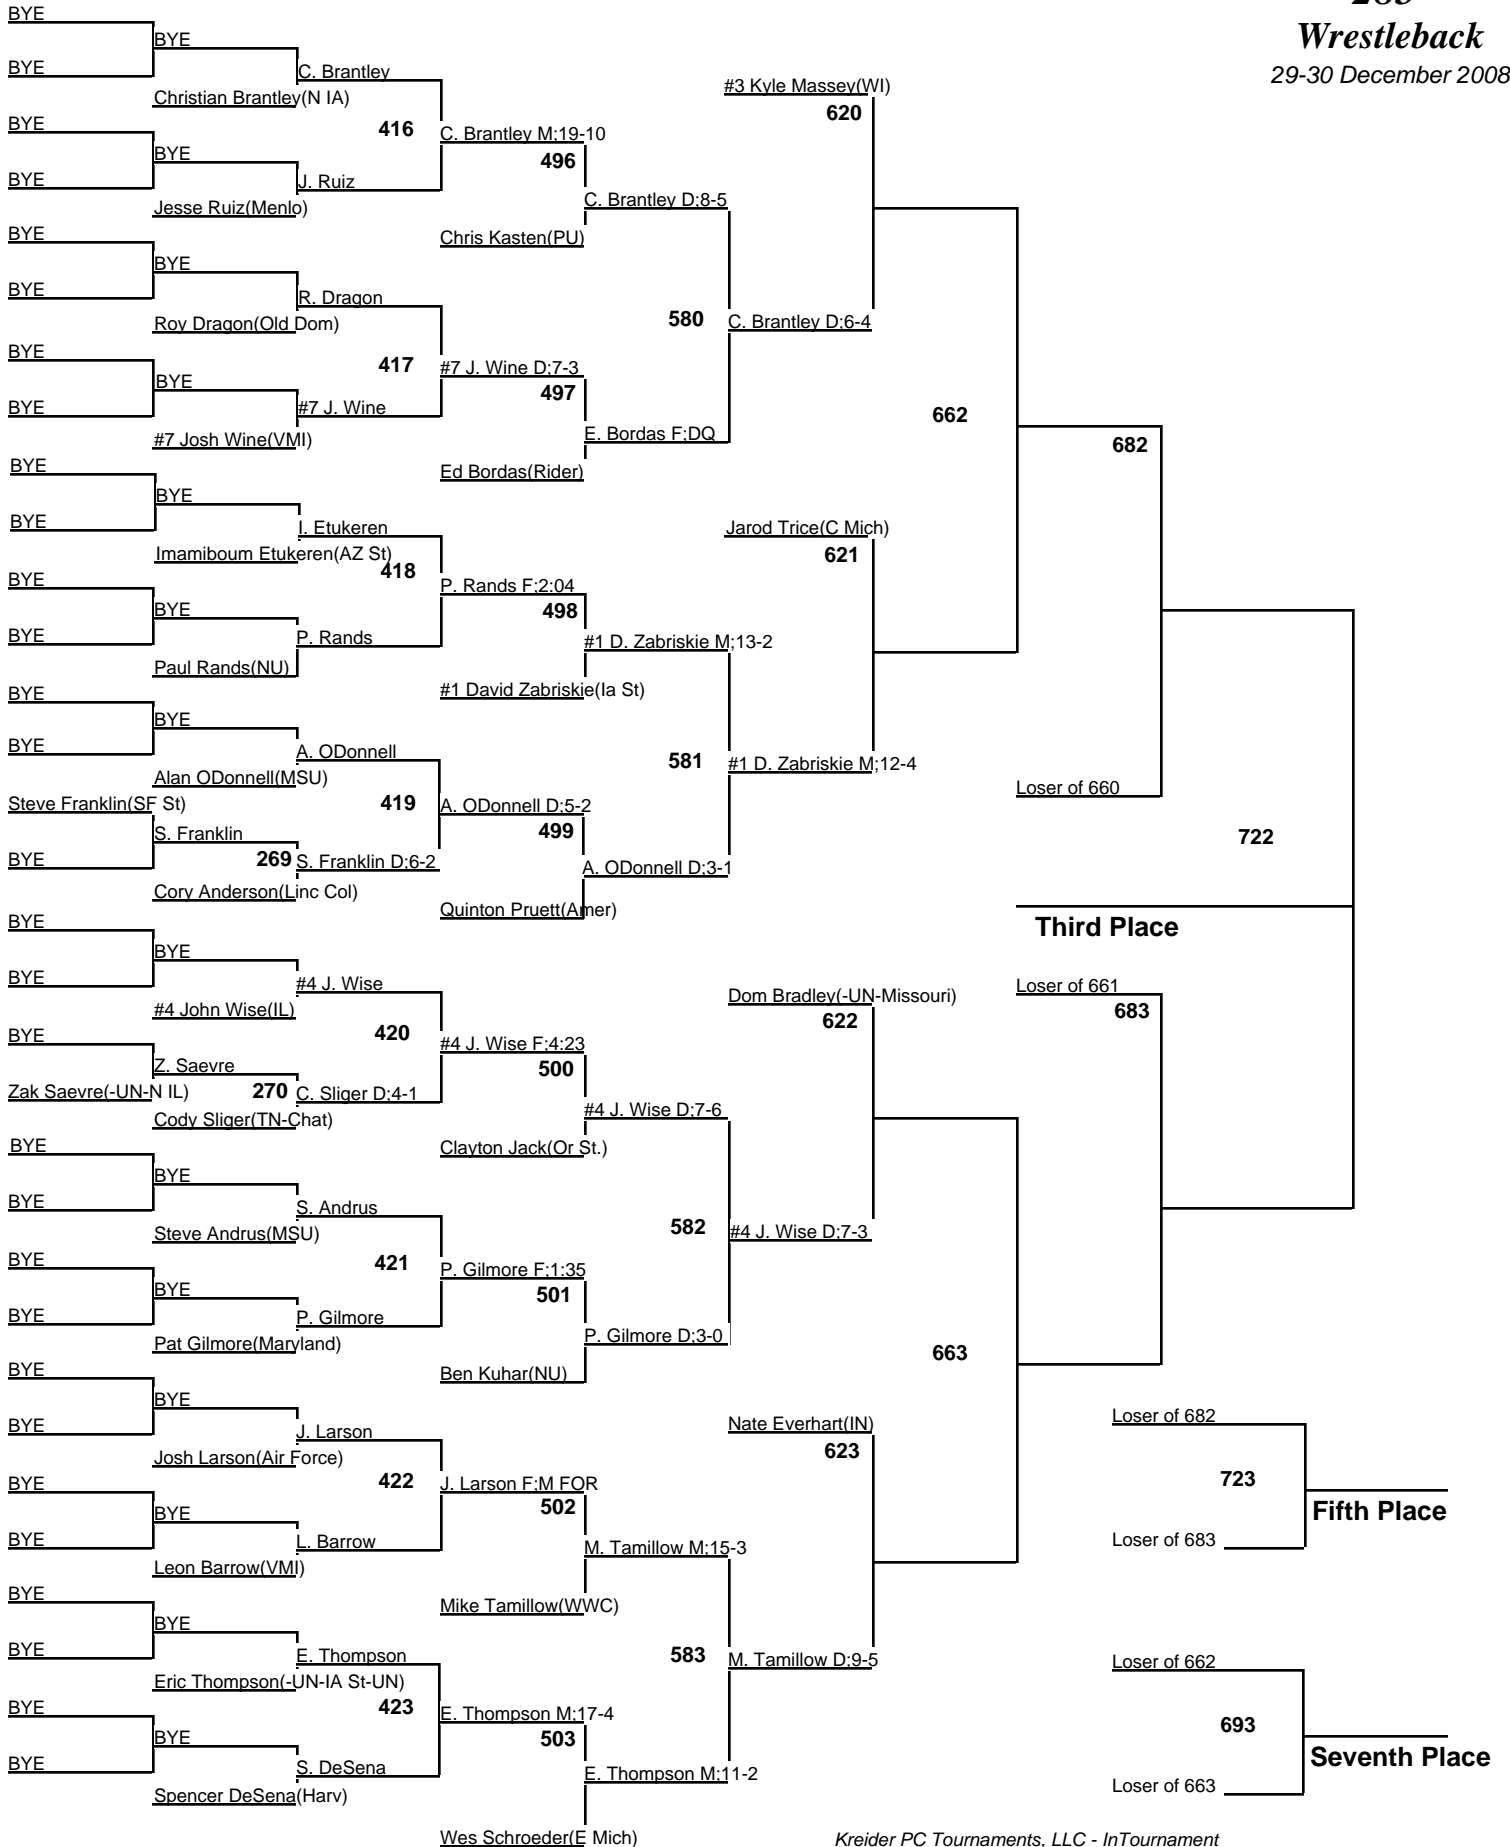 BYE
BYE
BYE
C. Brantley
Christian Brantley(N IA)
416
C. Brantley M;19-10
BYE
BYE
BYE
J. Ruiz
Jesse Ruiz(Menlo)
496
C. Brantley D;8-5
Chris Kasten(PU)
BYE
BYE
BYE
R. Dragon
Roy Dragon(Old Dom)
417
#7 J. Wine D;7-3
BYE
BYE
BYE
#7 J. Wine
#7 Josh Wine(VMI)
497
E. Bordas F;DQ
Ed Bordas(Rider)
580
C. Brantley D;6-4
#3 Kyle Massey(WI)
620
Wrestleback
29-30 December 2008
BYE
BYE
BYE
I. Etukeren
Imamiboum Etukeren(AZ St)
418
P. Rands F;2:04
BYE
BYE
BYE
P. Rands
Paul Rands(NU)
498
#1 D. Zabriskie M;13-2
#1 David Zabriskie(Ia St)
BYE
BYE
BYE
A. ODonnell
Alan ODonnell(MSU)
419
A. ODonnell D;5-2
Steve Franklin(SF St)
S. Franklin
BYE
269
S. Franklin D;6-2
Cory Anderson(Linc Col)
499
A. ODonnell D;3-1
Quinton Pruett(Amer)
581
#1 D. Zabriskie M;12-4
Jarod Trice(C Mich)
621
662
682
Loser of 660
722
Third Place
BYE
BYE
BYE
#4 J. Wise
#4 John Wise(IL)
420
#4 J. Wise F;4:23
BYE
Z. Saevre
Zak Saevre(-UN-N IL)
270
C. Sliger D;4-1
Cody Sliger(TN-Chat)
500
#4 J. Wise D;7-6
Clayton Jack(Or St.)
BYE
BYE
BYE
S. Andrus
Steve Andrus(MSU)
421
P. Gilmore F;1:35
BYE
BYE
BYE
P. Gilmore
Pat Gilmore(Maryland)
501
P. Gilmore D;3-0
Ben Kuhar(NU)
582
#4 J. Wise D;7-3
Dom Bradley(-UN-Missouri)
622
Loser of 661
683
BYE
BYE
BYE
J. Larson
Josh Larson(Air Force)
422
J. Larson F;M FOR
BYE
BYE
BYE
L. Barrow
Leon Barrow(VMI)
502
M. Tamillow M;15-3
Mike Tamillow(WWC)
BYE
BYE
BYE
E. Thompson
Eric Thompson(-UN-IA St-UN)
423
E. Thompson M;17-4
BYE
BYE
BYE
S. DeSena
Spencer DeSena(Harv)
503
E. Thompson M;11-2
Wes Schroeder(E Mich)
583
M. Tamillow D;9-5
Nate Everhart(IN)
623
663
Loser of 682
723
Fifth Place
Loser of 683
Loser of 662
693
Seventh Place
Loser of 663
Kreider PC Tournaments, LLC - InTournament